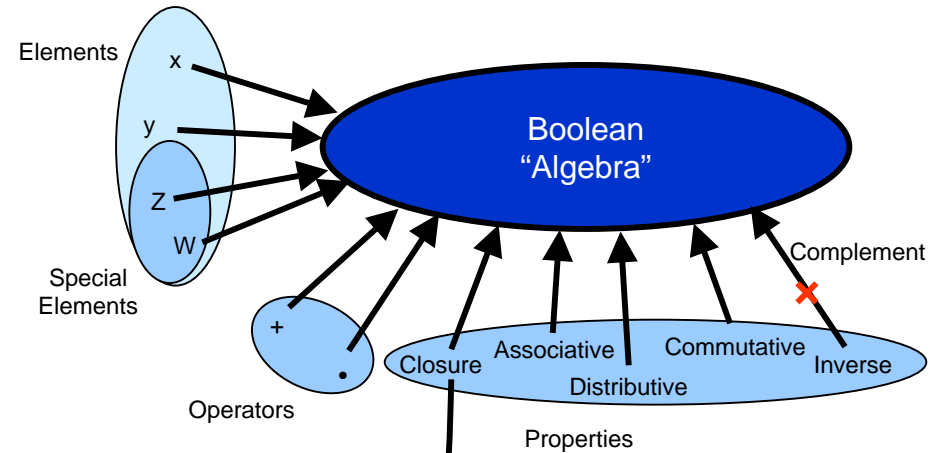 Elements
x
y
Z
W
Special
Elements
Boolean
“Algebra”
Complement
+
•
Operators
Closure
Associative
Distributive
Commutative
Inverse
Properties